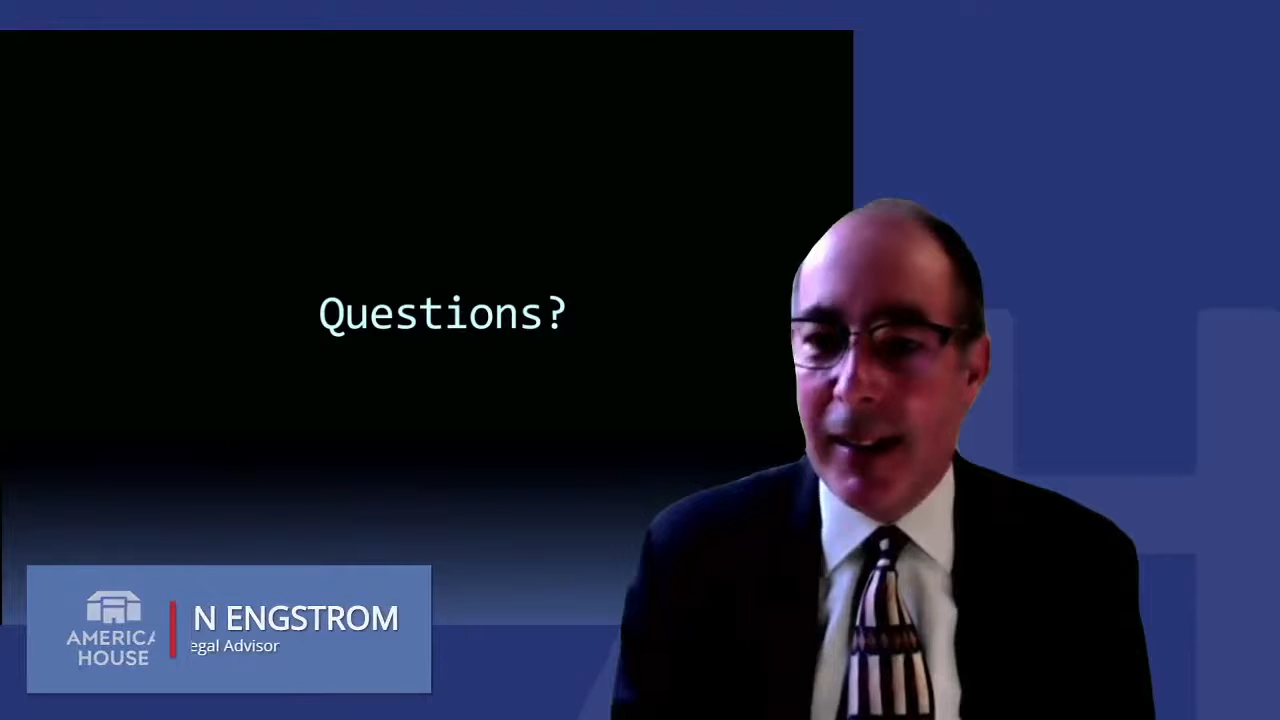 Questions?
N ENGSTROM
egal Advisor
AMERICA
HOUSE